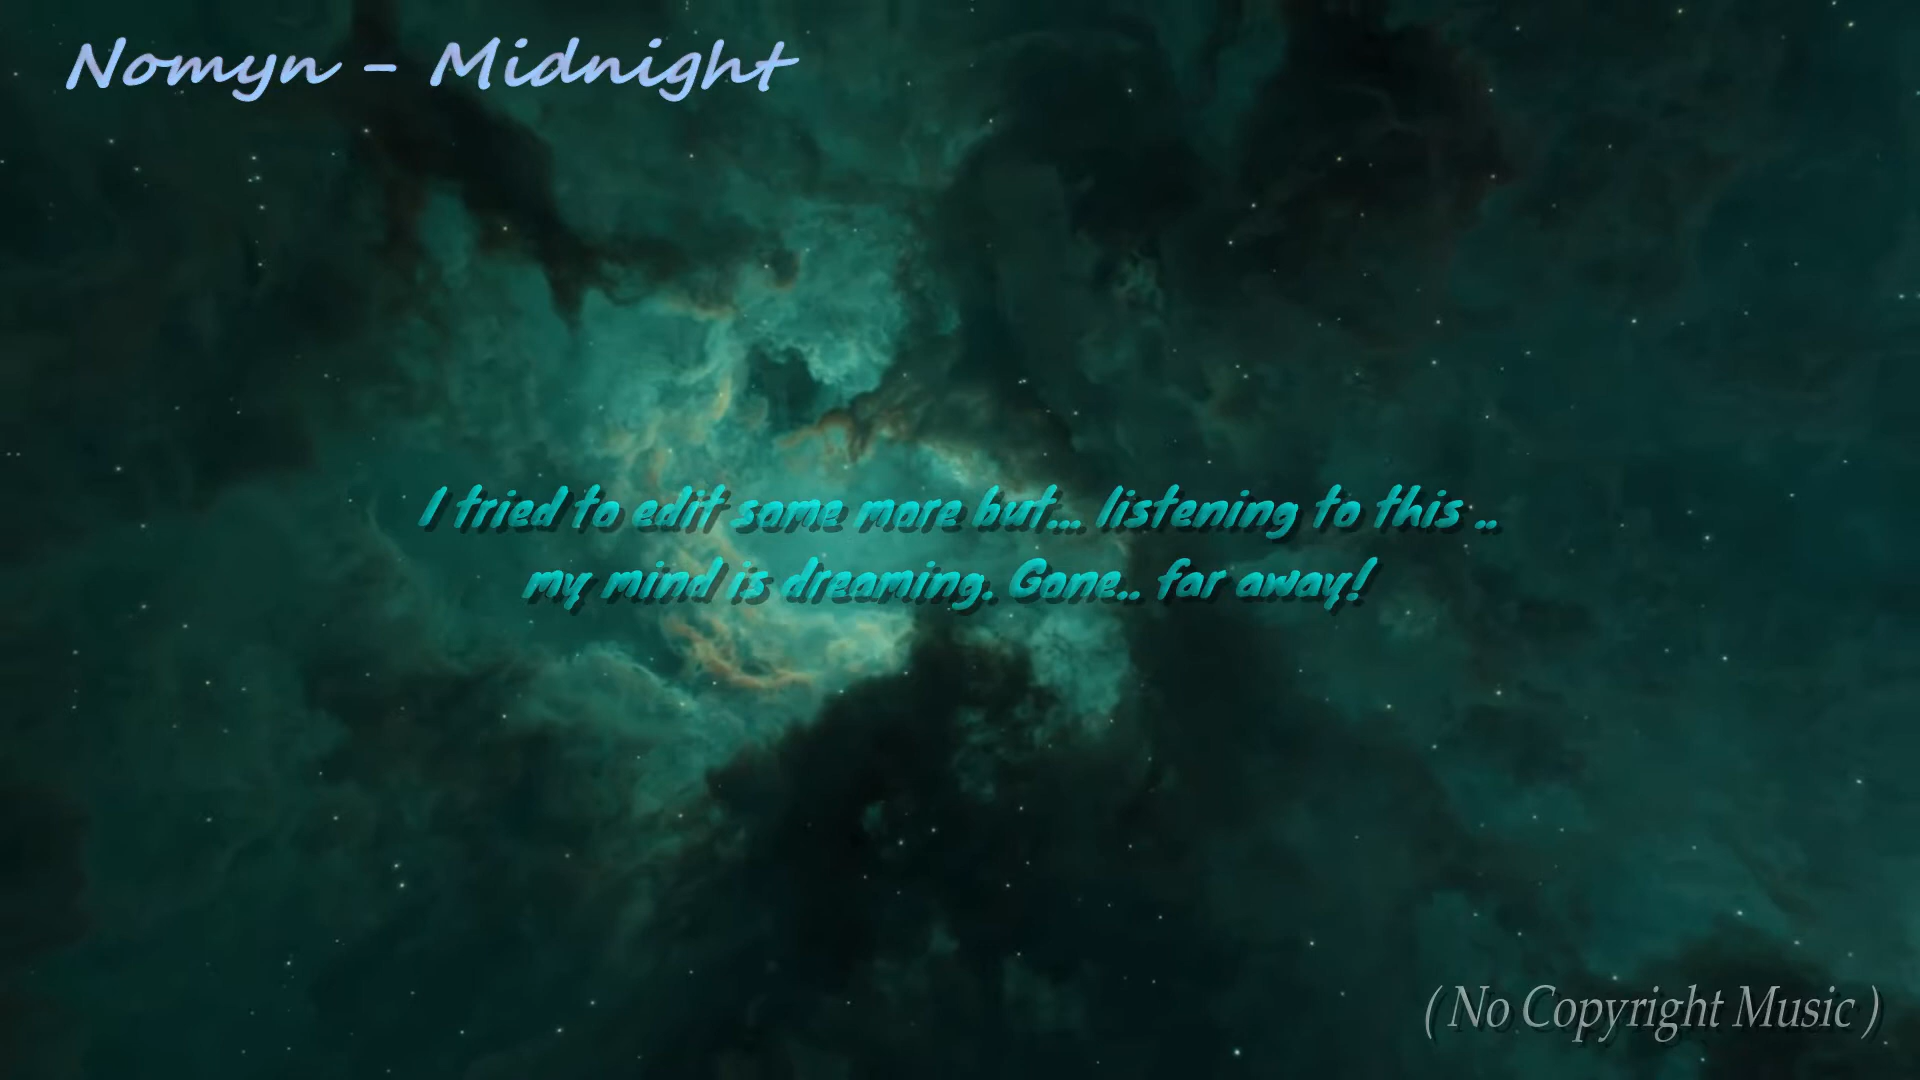 Nomyn - Midnight
I tried to edit some more but... listening to this ..
my mind is dreaming. Gone.. far away!
( No Copyright Music )